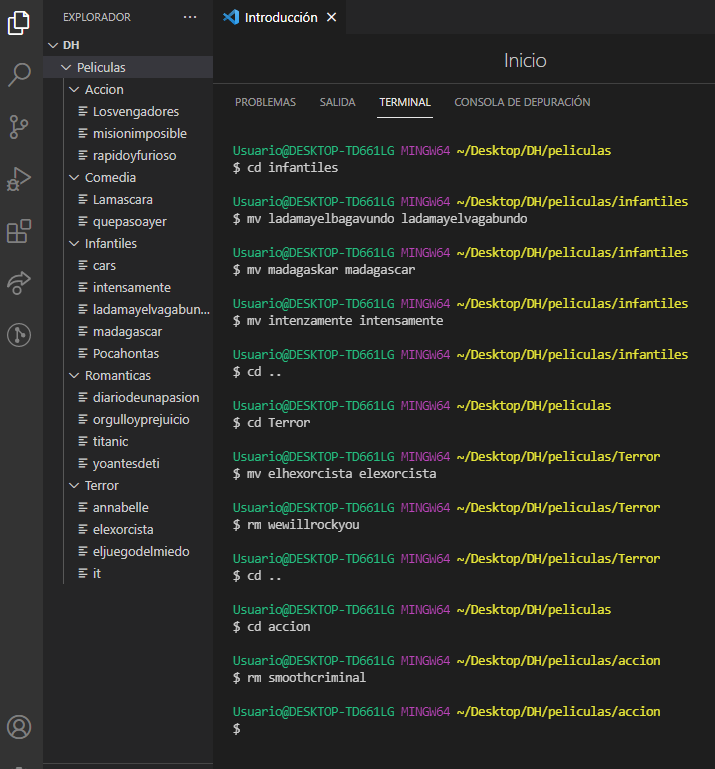 EXPLORADOR ···
DH
Peliculas
Accion
Losvengadores
misionimposible
rapidoyfurioso
Comedia
Lamascara
quepasoayer
Infantiles
cars
intensamente
ladamayelvagabun...
madagascar
Pocahontas
Romanticas
diariodeunapasion
orgulloyprejuicio
titanic
yoantesdeti
Terror
annabelle
elexorcista
eljuegodelmiedo
it
Introducción
Inicio
PROBLEMAS SALIDA TERMINAL CONSOLA DE DEPURACIÓN
Usuario@DESKTOP-TD661LG MINGW64 ~/Desktop/DH/peliculas
$ cd infantiles
Usuario@DESKTOP-TD661LG MINGW64 ~/Desktop/DH/peliculas/infantiles
$ mv ladamayelbagavundo ladamayelvagabundo
Usuario@DESKTOP-TD661LG MINGW64 ~/Desktop/DH/peliculas/infantiles
$ mv madagaskar madagascar
Usuario@DESKTOP-TD661LG MINGW64 ~/Desktop/DH/peliculas/infantiles
$ mv intenzamente intensamente
Usuario@DESKTOP-TD661LG MINGW64 ~/Desktop/DH/peliculas/infantiles
$ cd ..
Usuario@DESKTOP-TD661LG MINGW64 ~/Desktop/DH/peliculas
$ cd Terror
Usuario@DESKTOP-TD661LG MINGW64 ~/Desktop/DH/peliculas/Terror
$ mv elhexorcista elexorcista
Usuario@DESKTOP-TD661LG MINGW64 ~/Desktop/DH/peliculas/Terror
$ rm wewillrockyou
Usuario@DESKTOP-TD661LG MINGW64 ~/Desktop/DH/peliculas/Terror
$ cd ..
Usuario@DESKTOP-TD661LG MINGW64 ~/Desktop/DH/peliculas
$ cd accion
Usuario@DESKTOP-TD661LG MINGW64 ~/Desktop/DH/peliculas/accion
$ rm smoothcriminal
Usuario@DESKTOP-TD661LG MINGW64 ~/Desktop/DH/peliculas/accion
$